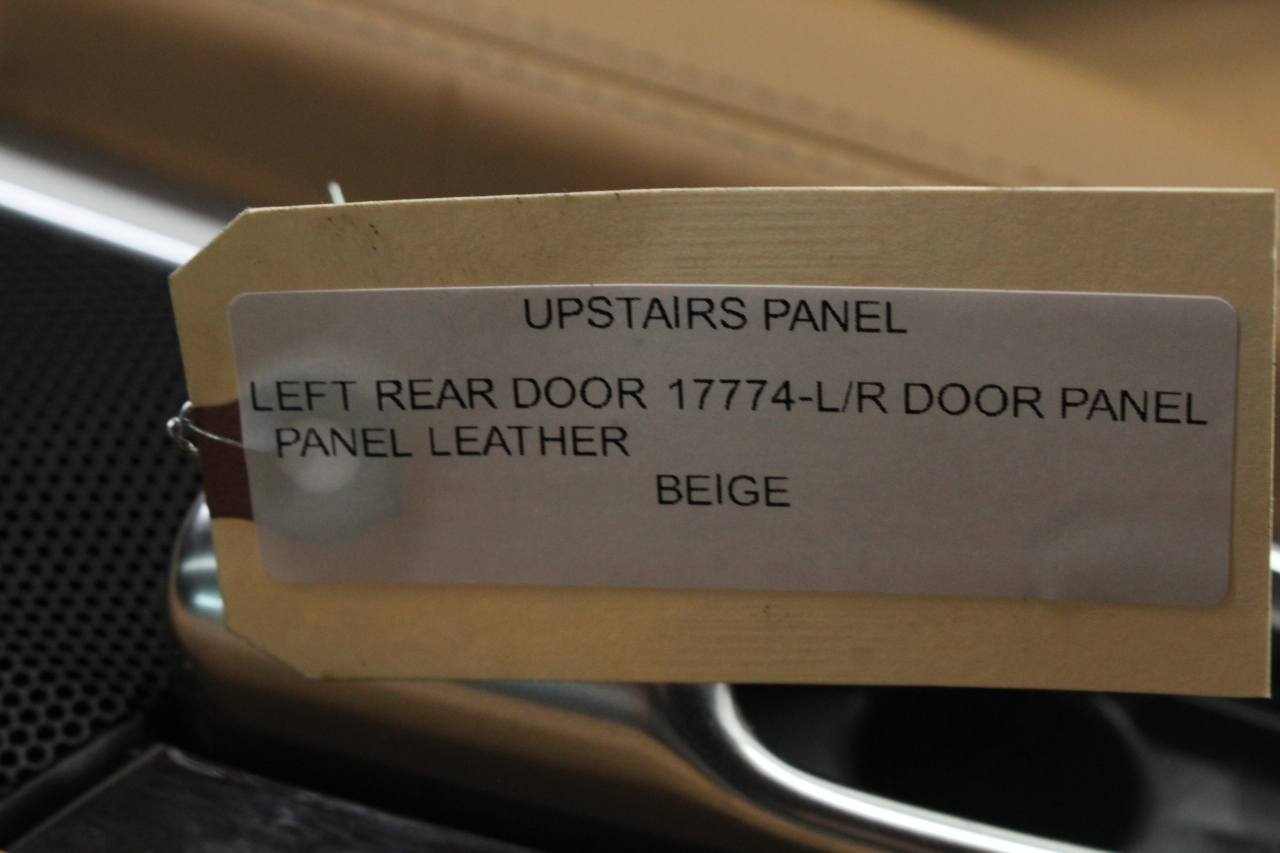 UPSTAIRS PANEL
LEFT REAR DOOR 17774-L/R DOOR PANEL
PANEL LEATHER
BEIGE